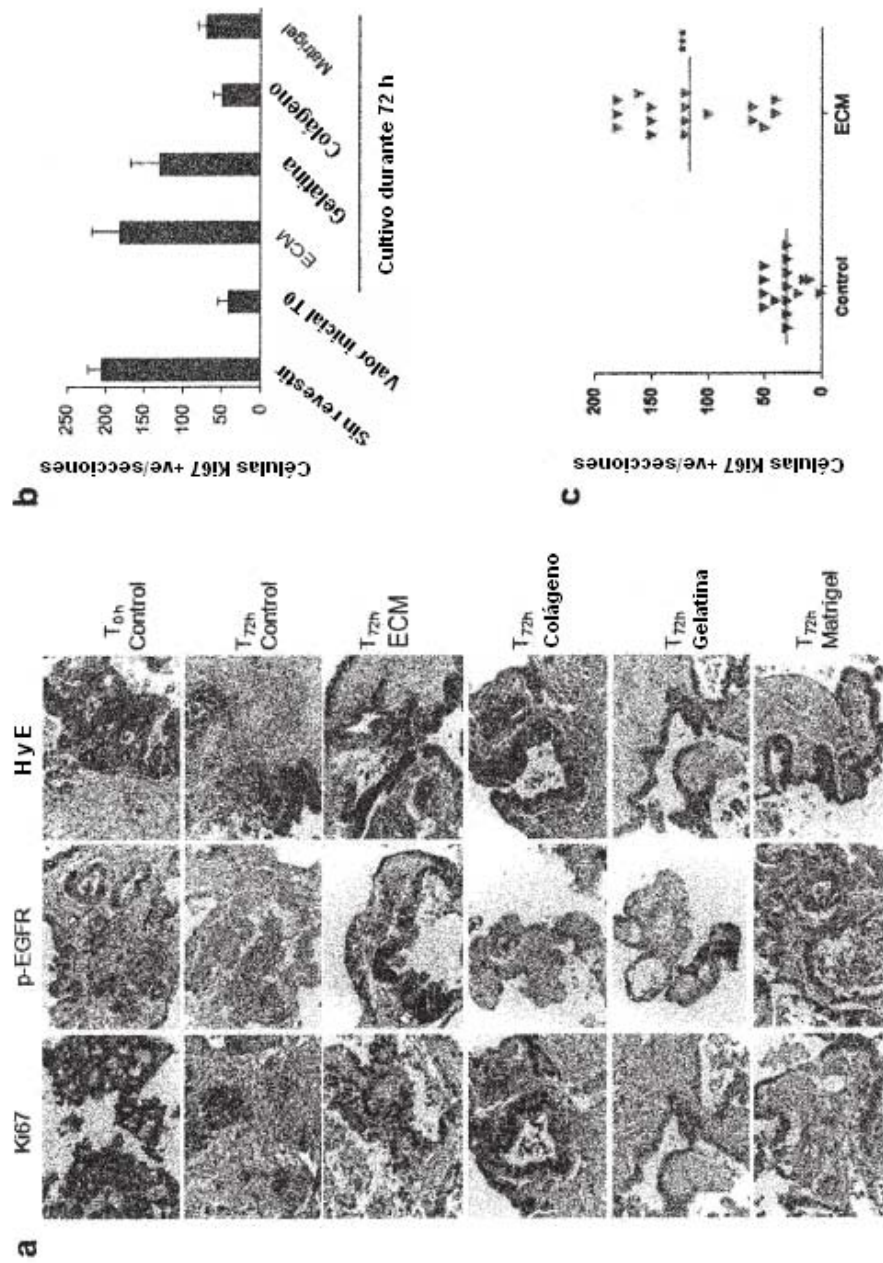 a
Ki67
p-EGFR
H y E
T0h
Control
T72h
Control
T72h
ECM
T72h
Colágeno
T72h
Gelatina
T72h
Matrigel
b
Células Ki67 +ve/secciones
250
200
150
100
50
0
Sin revestir
Valor inicial T0
ECM
Gelatina
Colágeno
Matrigel
Cultivo durante 72 h
c
Células Ki67 +ve/secciones
200
150
100
50
0
***
Control
ECM